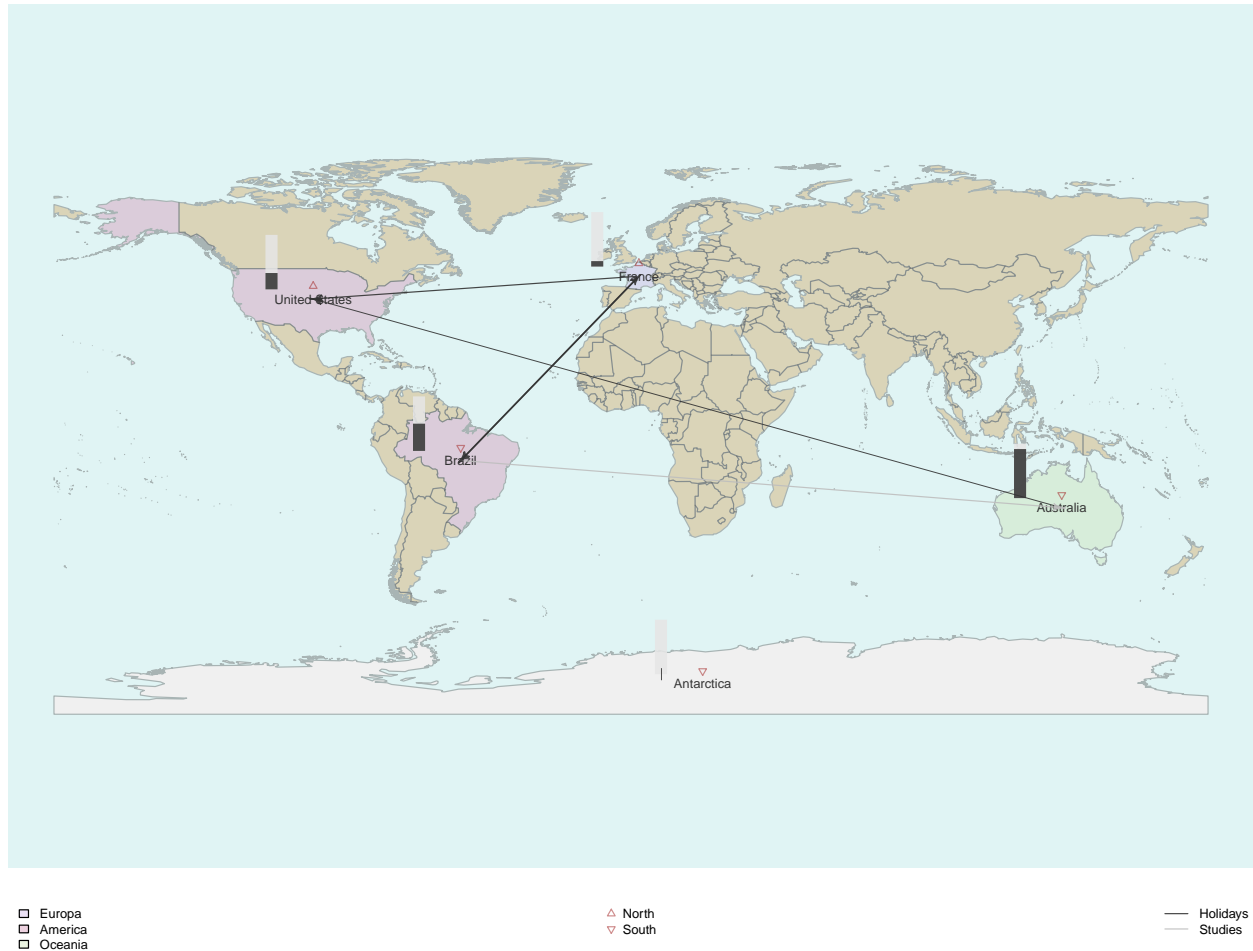 France
United States
Brazil
Australia
Antarctica
Europa
America
Oceania
North
South
Holidays
Studies